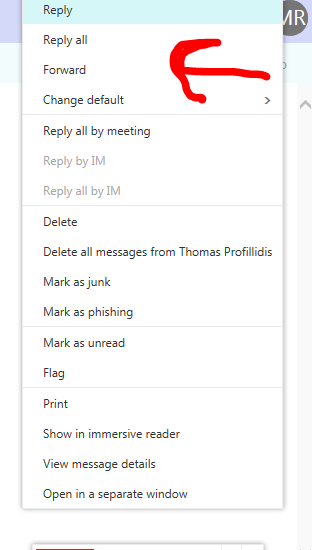 MR
Reply
Reply all
Forward
Change default
Reply all by meeting
Reply by IM
Reply all by IM
Delete
Delete all messages from Thomas Profillidis
Mark as junk
Mark as phishing
Mark as unread
Flag
Print
Show in immersive reader
View message details
Open in a separate window